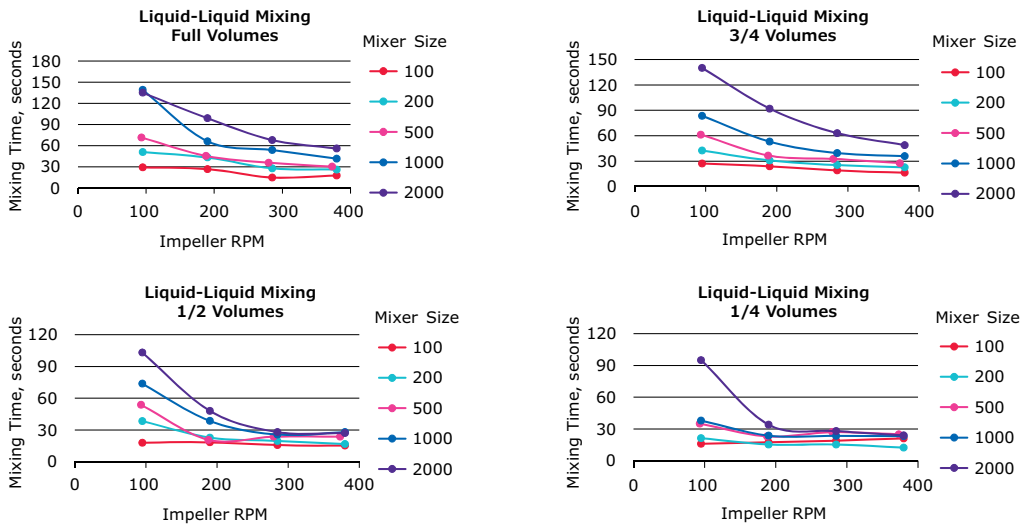 Liquid-Liquid Mixing
Full Volumes
Mixer Size
180
150
120
90
60
30
0
Mixing Time, seconds
0 100 200 300 400
Impeller RPM
100
200
500
1000
2000
Liquid-Liquid Mixing
3/4 Volumes
Mixer Size
150
120
90
60
30
0
Mixing Time, seconds
0 100 200 300 400
Impeller RPM
100
200
500
1000
2000
Liquid-Liquid Mixing
1/2 Volumes
Mixer Size
120
90
60
30
0
Mixing Time, seconds
0 100 200 300 400
Impeller RPM
100
200
500
1000
2000
Liquid-Liquid Mixing
1/4 Volumes
Mixer Size
120
90
60
30
0
Mixing Time, seconds
0 100 200 300 400
Impeller RPM
100
200
500
1000
2000